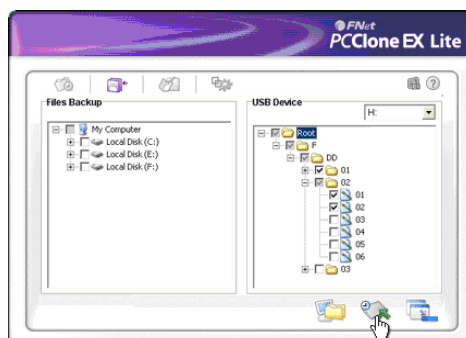 FNet
PCClone EX Lite
Files Backup
My Computer
Local Disk (C:)
Local Disk (E:)
Local Disk (F:)
USB Device
H:
Root
F
DD
01
02
01
02
03
04
05
06
03